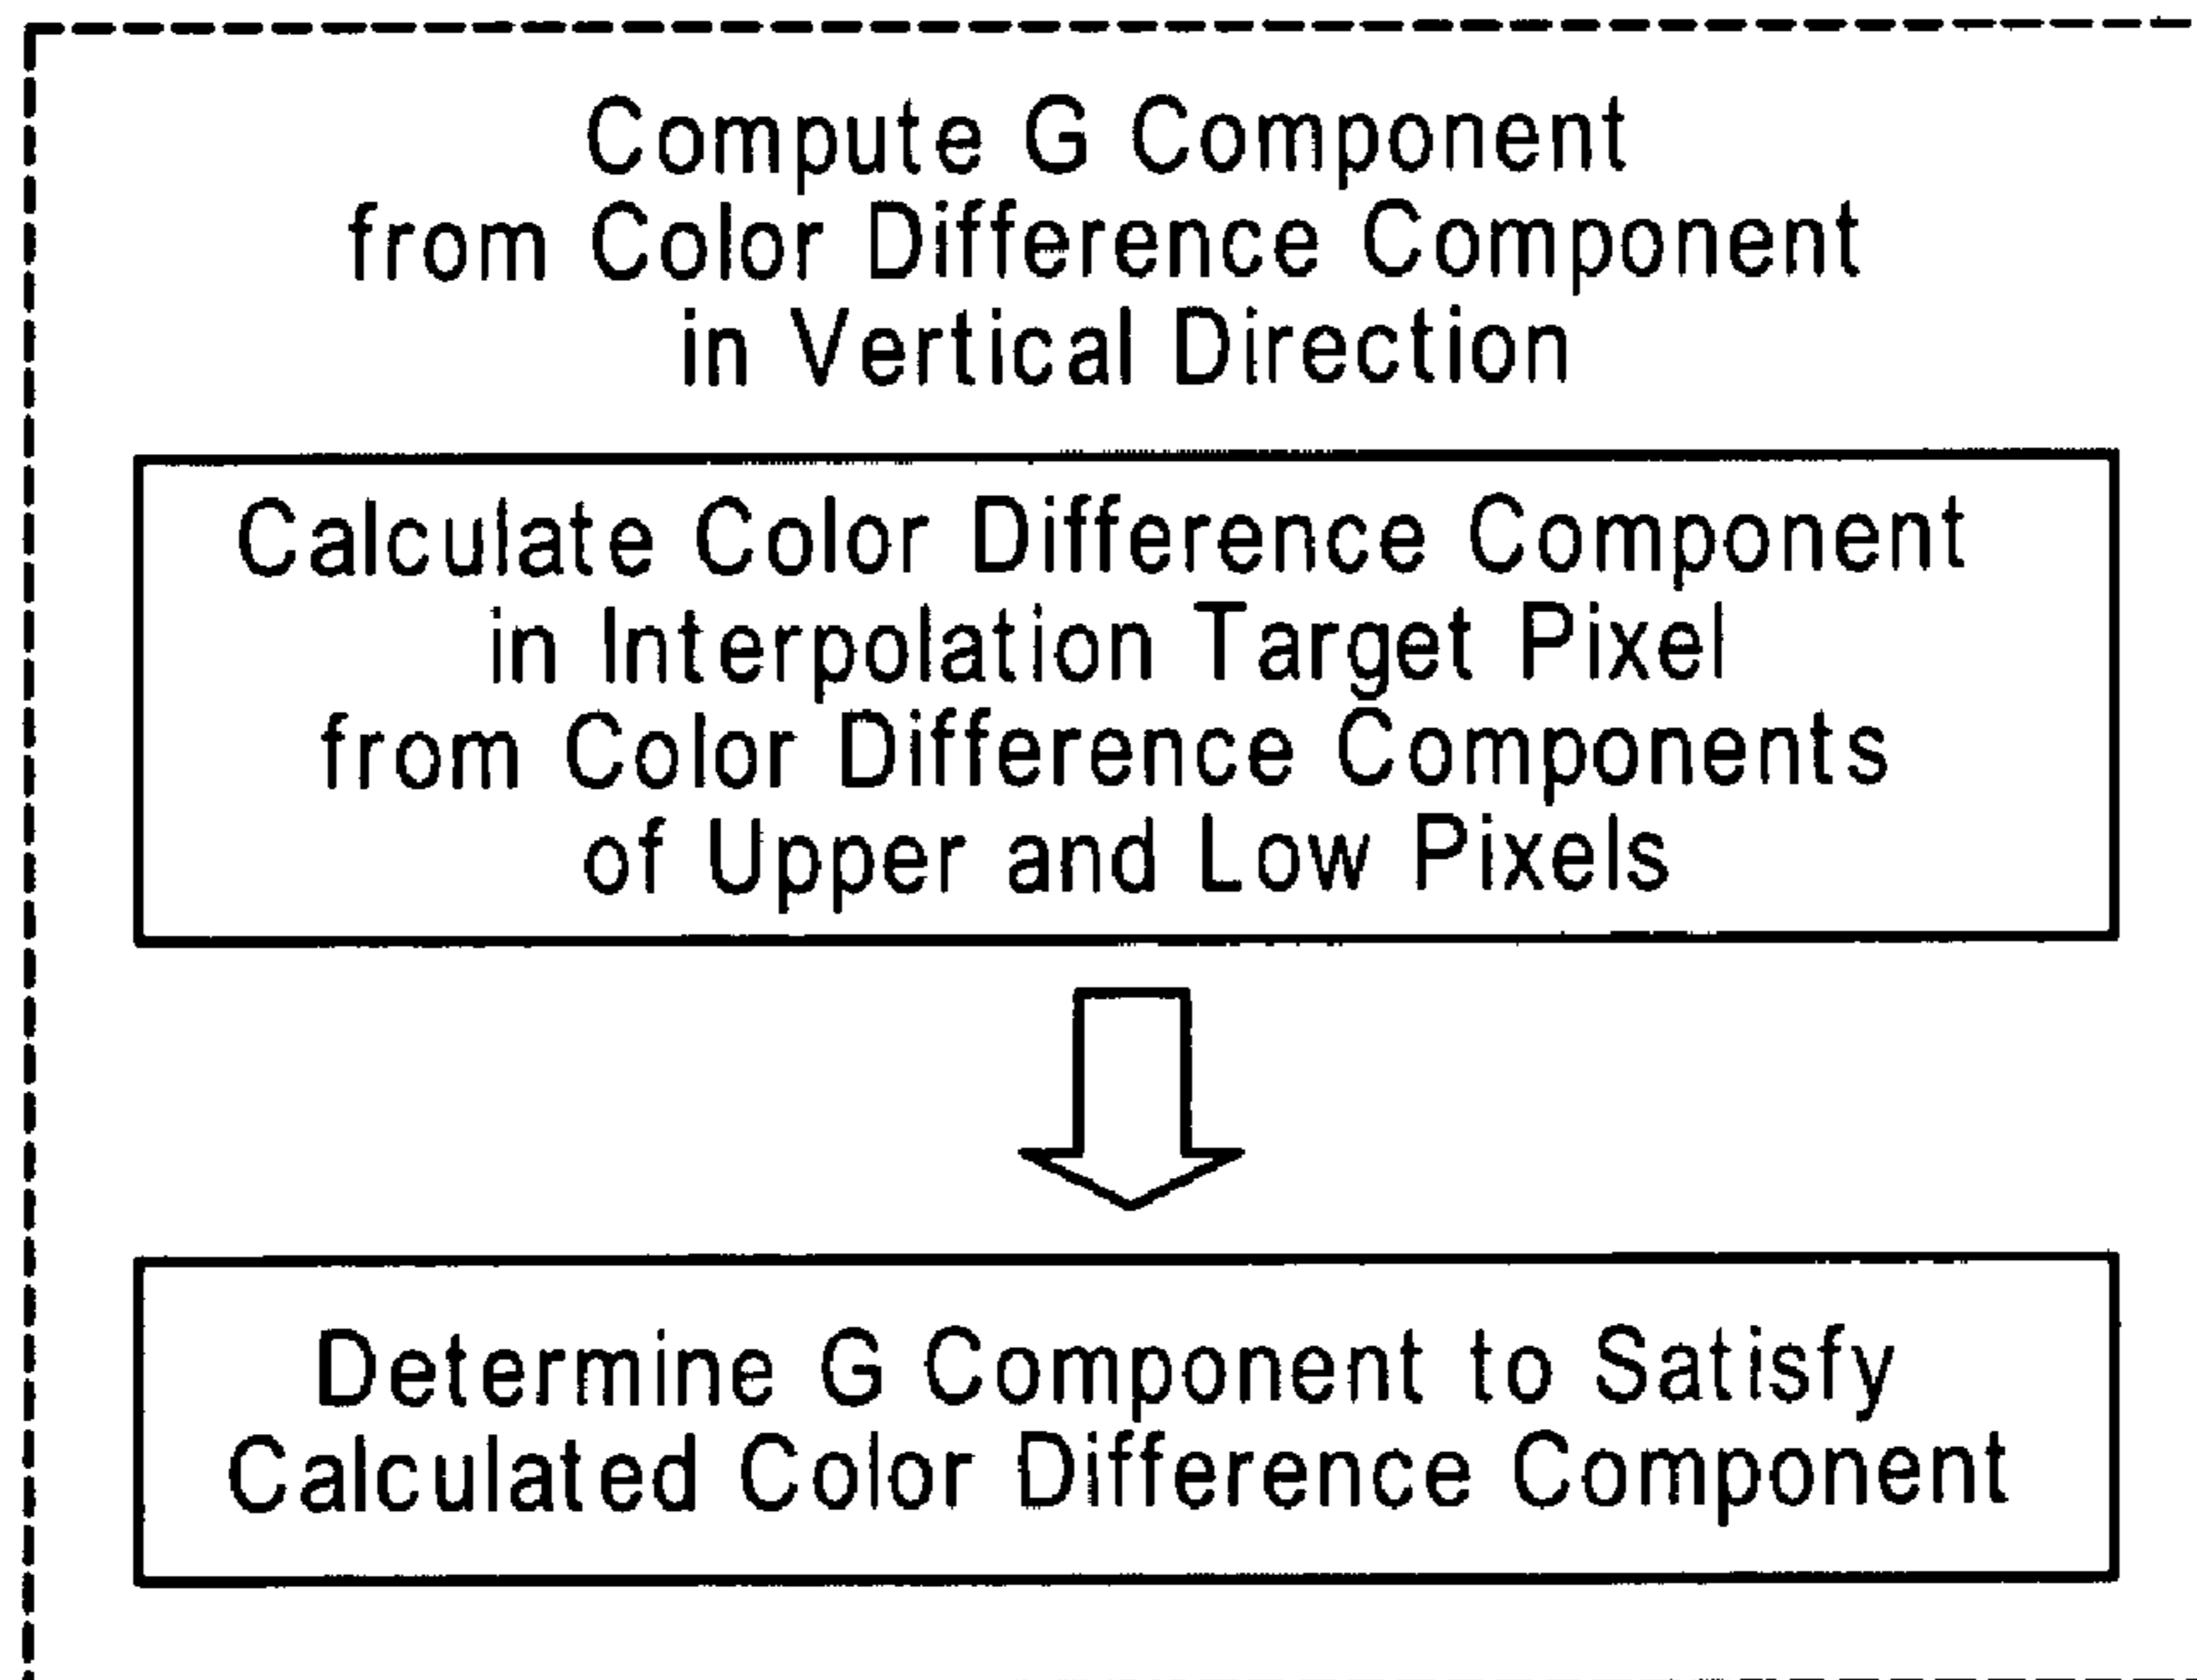 Compute G Component
from Color Difference Component
in Vertical Direction
Calculate Color Difference Component
in Interpolation Target Pixel
from Color Difference Components
of Upper and Low Pixels
Determine G Component to Satisfy
Calculated Color Difference Component